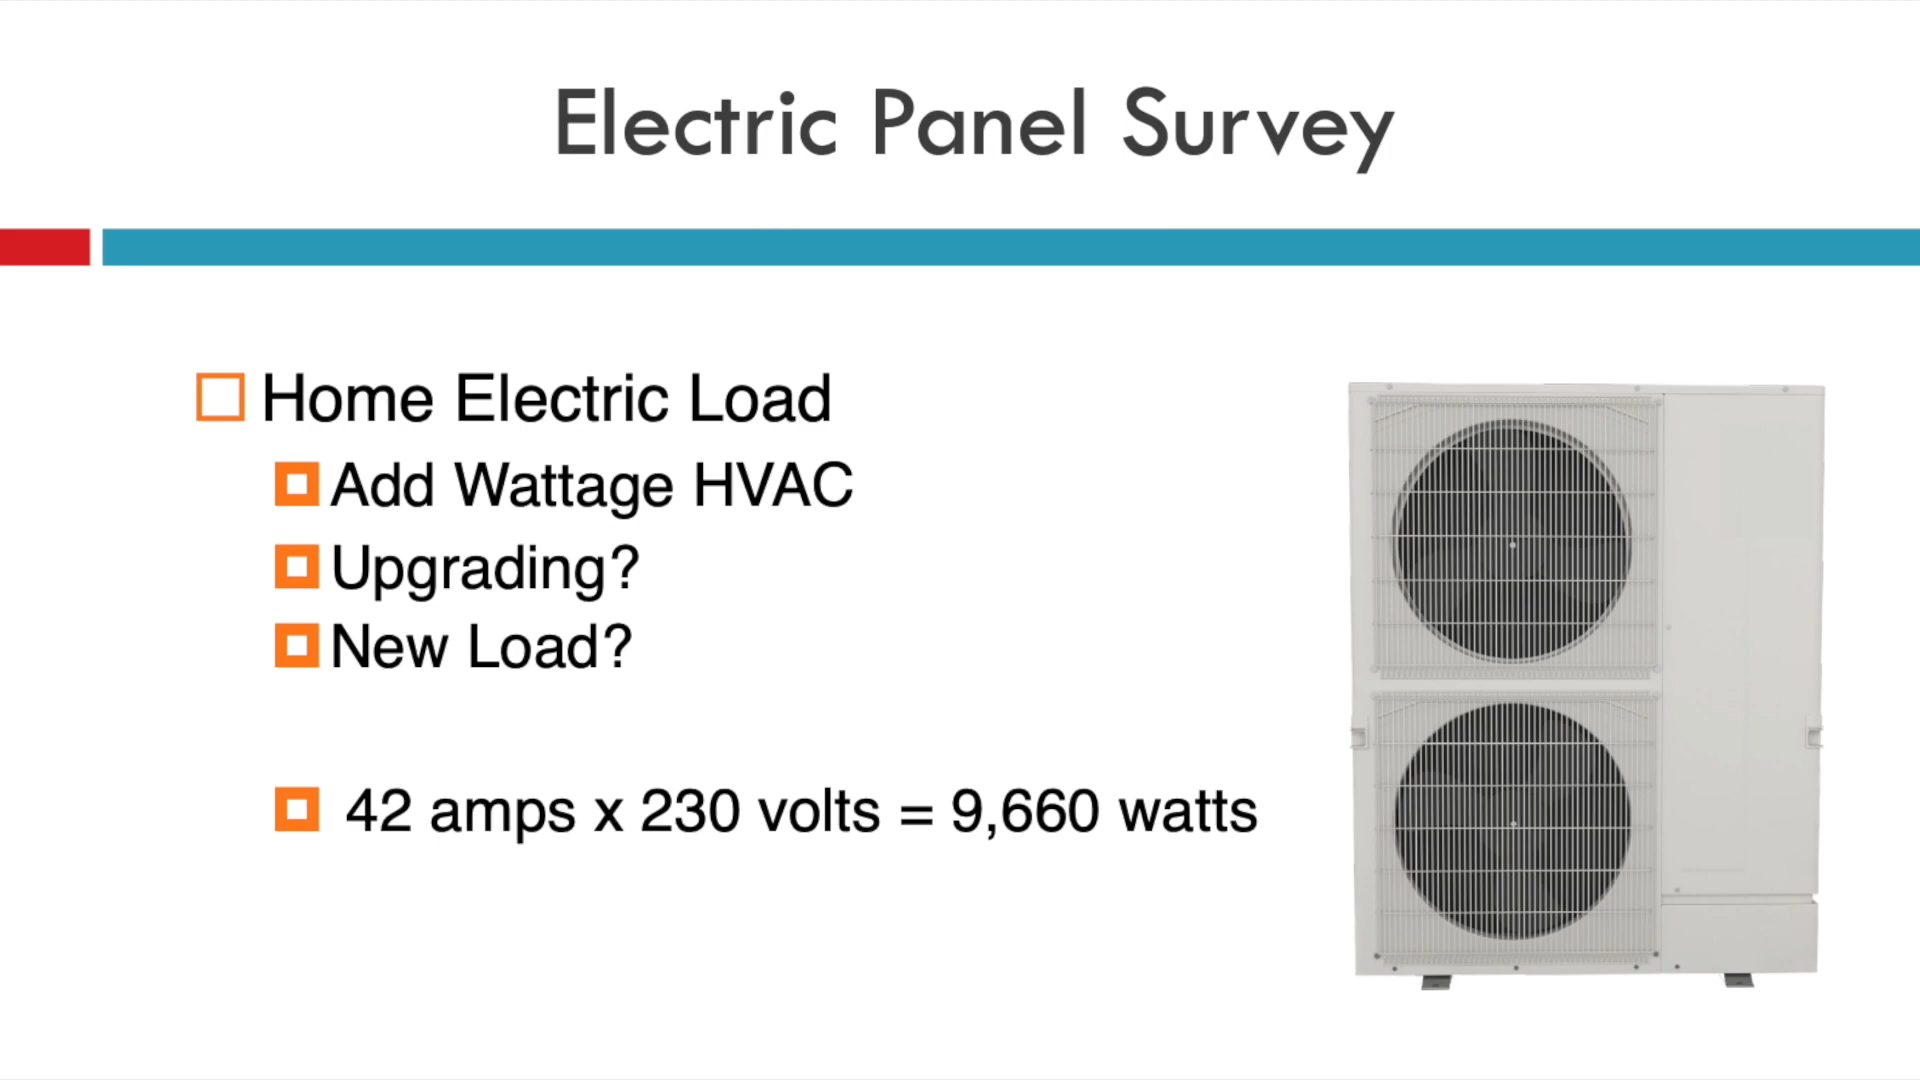 Electric Panel Survey
Home Electric Load
Add Wattage HVAC
Upgrading?
New Load?
42 amps x 230 volts = 9,660 watts